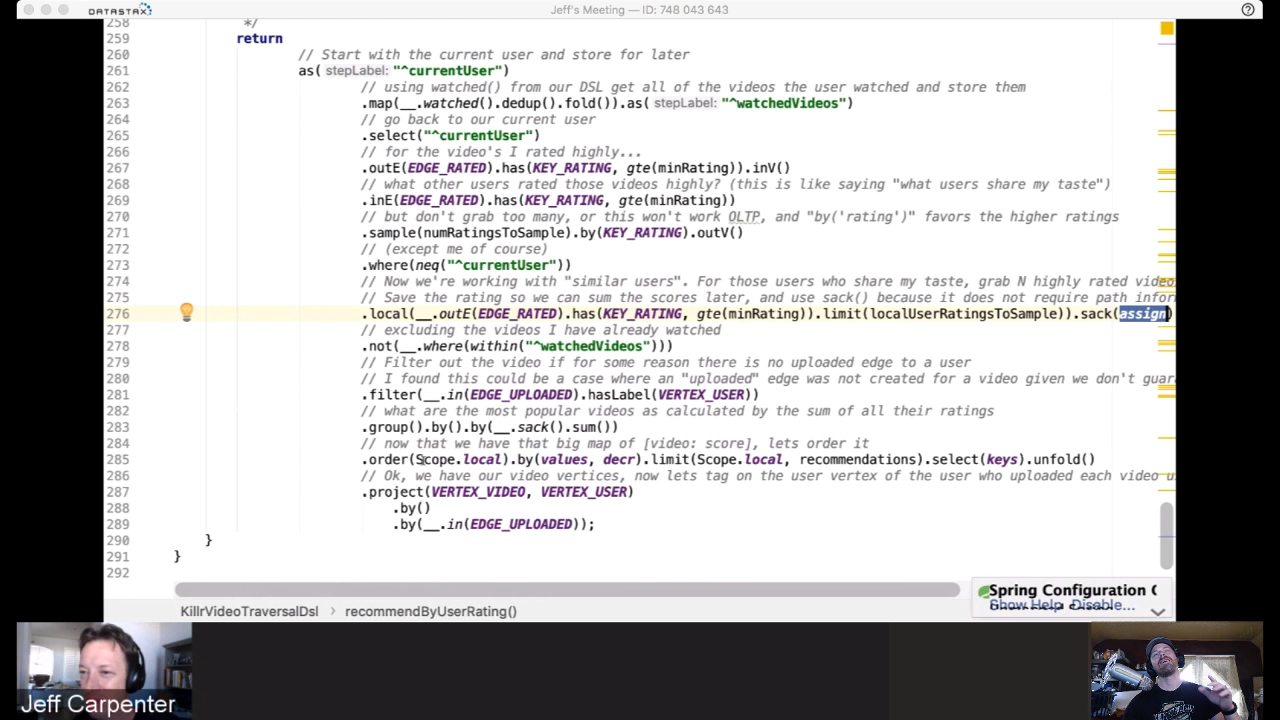 DATASTAX
Jeff's Meeting — ID: 748 043 643
258 */
259 return
260 // Start with the current user and store for later
261 as( stepLabel: "^currentUser")
262 // using watched() from our DSL get all of the videos the user watched and store them
263 .map(__.watched().dedup().fold()).as( stepLabel: "^watchedVideos")
264 // go back to our current user
265 .select("^currentUser")
266 // for the video's I rated highly...
267 .outE(EDGE_RATED).has(KEY_RATING, gte(minRating)).inV()
268 // what other users rated those videos highly? (this is like saying "what users share my taste")
269 .inE(EDGE_RATED).has(KEY_RATING, gte(minRating))
270 // but don't grab too many, or this won't work OLTP, and "by('rating')" favors the higher ratings
271 .sample(numRatingsToSample).by(KEY_RATING).outV()
272 // (except me of course)
273 .where(neq("^currentUser"))
274 // Now we're working with "similar users". For those users who share my taste, grab N highly rated video
275 // Save the rating so we can sum the scores later, and use sack() because it does not require path infor
276 .local(__.outE(EDGE_RATED).has(KEY_RATING, gte(minRating)).limit(localUserRatingsToSample)).sack(assign)
277 // excluding the videos I have already watched
278 .not(__.where(within("^watchedVideos")))
279 // Filter out the video if for some reason there is no uploaded edge to a user
280 // I found this could be a case where an "uploaded" edge was not created for a video given we don't guar
281 .filter(__.in(EDGE_UPLOADED).hasLabel(VERTEX_USER))
282 // what are the most popular videos as calculated by the sum of all their ratings
283 .group().by().by(__.sack().sum())
284 // now that we have that big map of [video: score], lets order it
285 .order(Scope.local).by(values, decr).limit(Scope.local, recommendations).select(keys).unfold()
286 // Ok, we have our video vertices, now lets tag on the user vertex of the user who uploaded each video u
287 .project(VERTEX_VIDEO, VERTEX_USER)
288 .by()
289 .by(__.in(EDGE_UPLOADED));
290 }
291 }
292
Spring Configuration C
Show Help Disable...
KillrVideoTraversalDsl › recommendByUserRating()
Jeff Carpenter